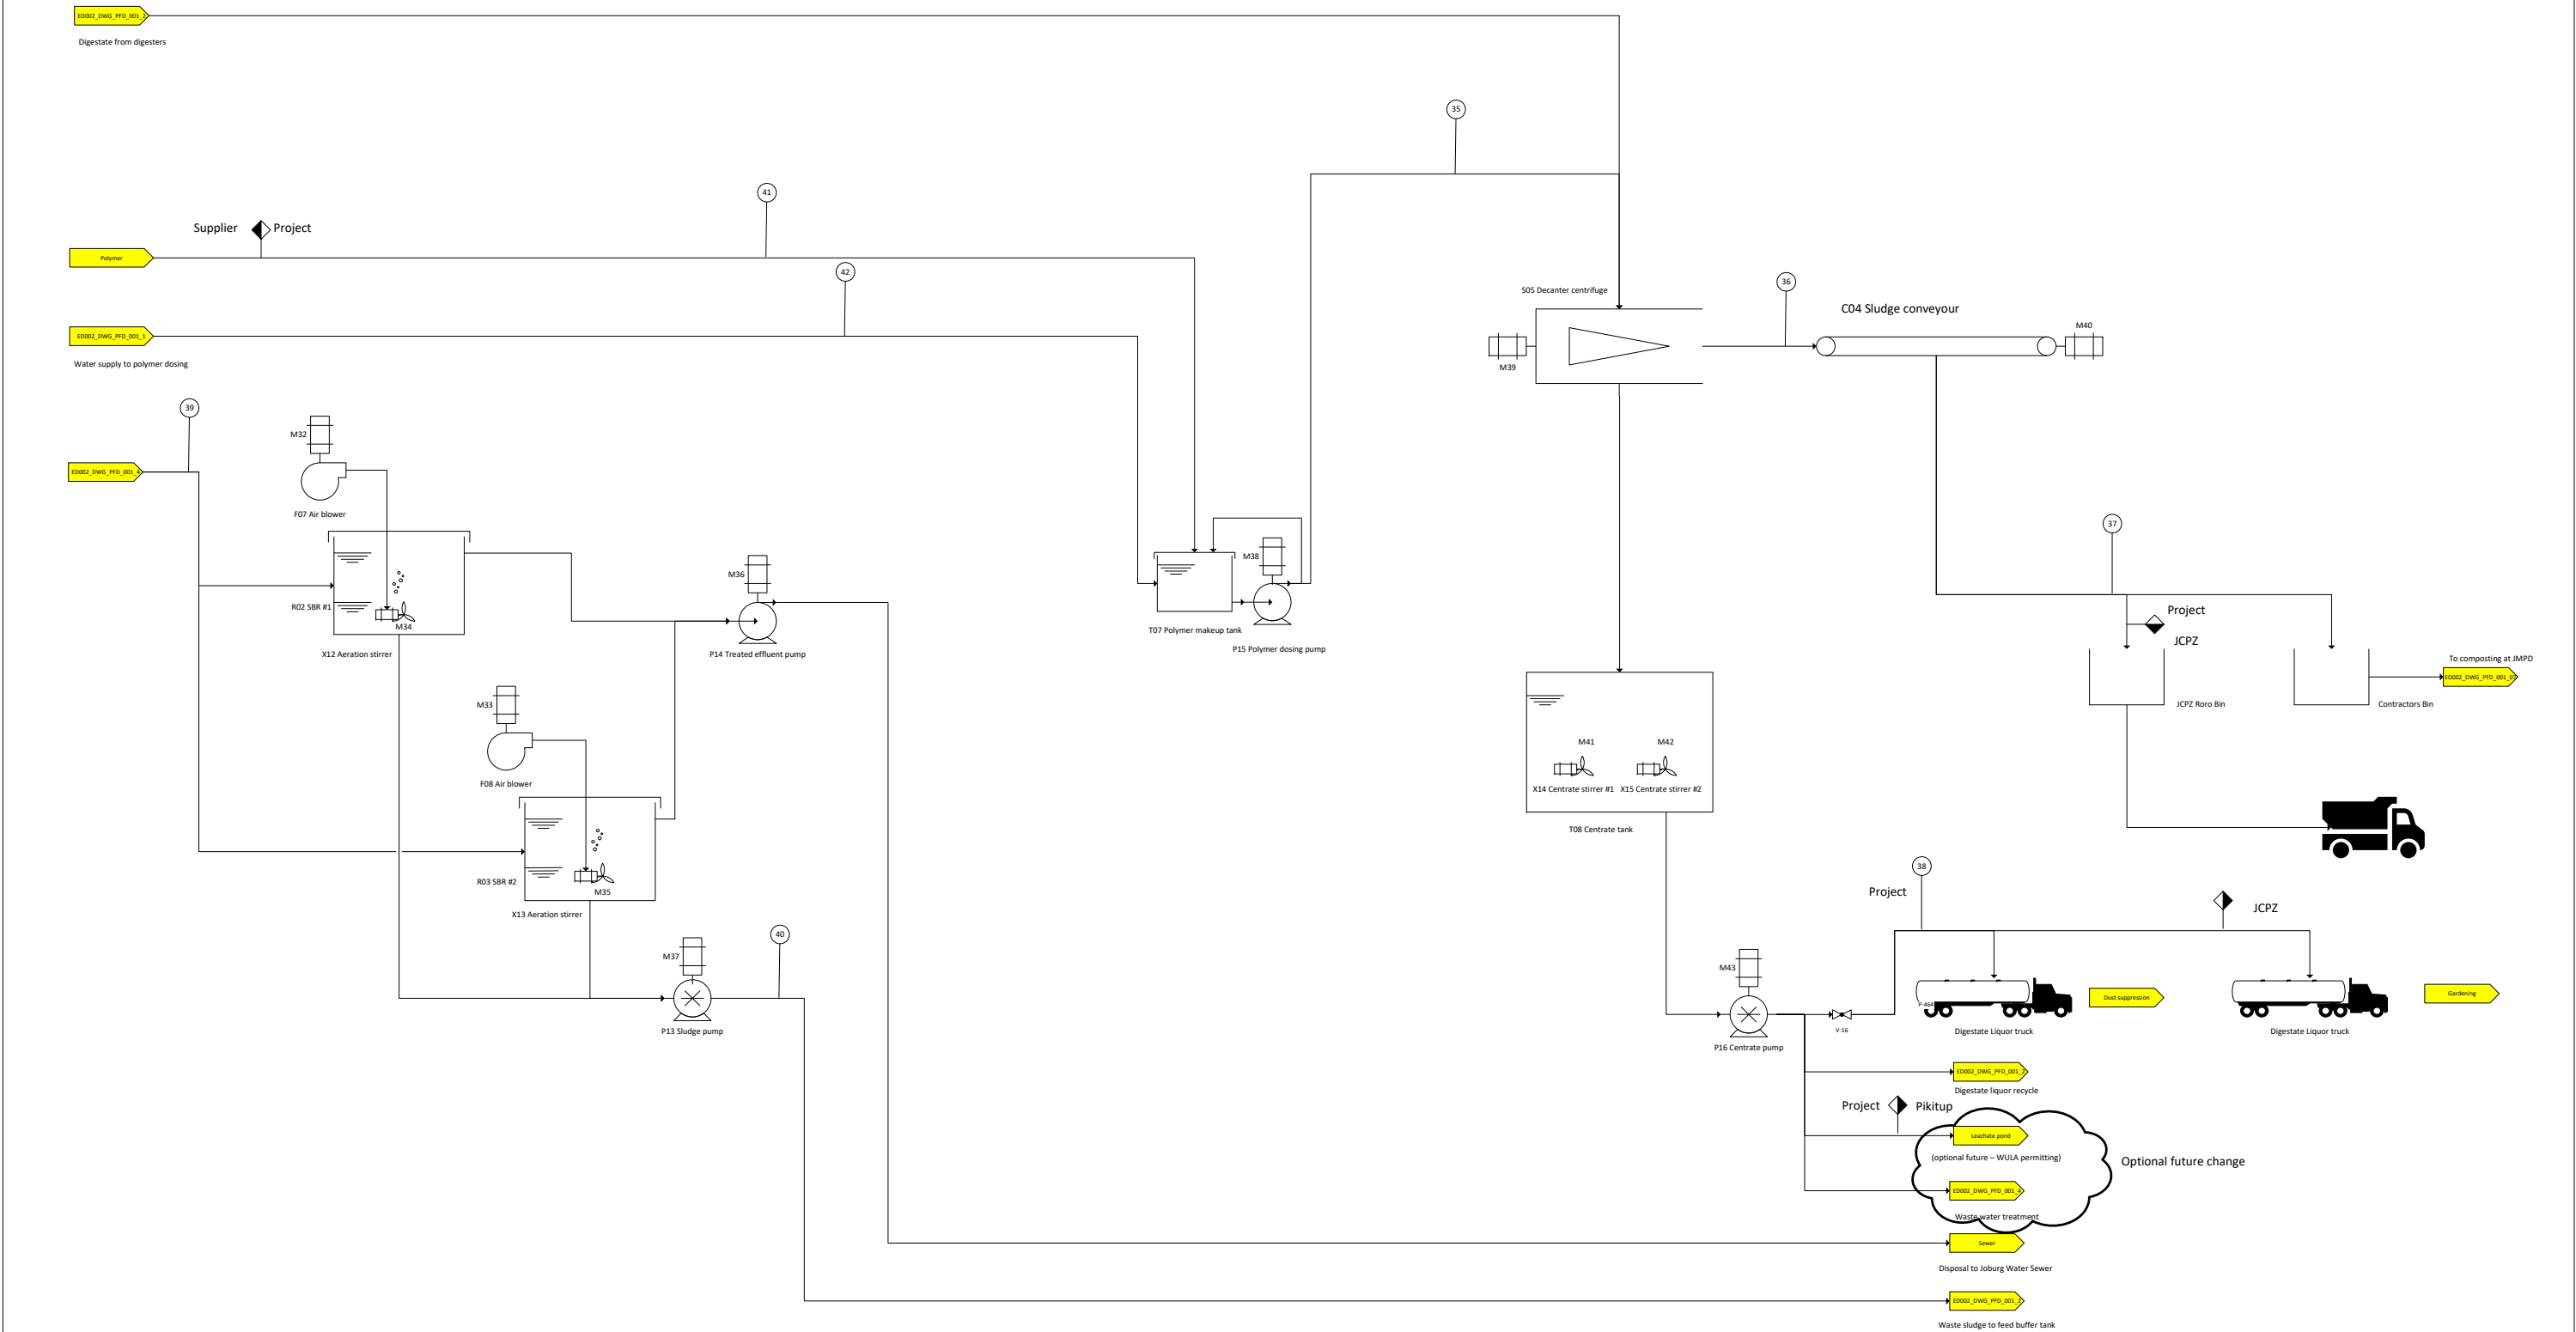 ED002_DWG_PFD_001_2
Digestate from digesters
35
41
Supplier
Project
Polymer
42
ED002_DWG_PFD_001_1
Water supply to polymer dosing
S05 Decanter centrifuge
36
C04 Sludge conveyour
M40
M39
39
M32
ED002_DWG_PFD_001_4
F07 Air blower
37
M38
M36
R02 SBR #1
M34
X12 Aeration stirrer
P14 Treated effluent pump
T07 Polymer makeup tank
P15 Polymer dosing pump
Project
JCPZ
To composting at JMPD
JCPZ Roro Bin
Contractors Bin
M33
F08 Air blower
M41
M42
X14 Centrate stirrer #1
X15 Centrate stirrer #2
T08 Centrate tank
R03 SBR #2
M35
X13 Aeration stirrer
38
Project
JCPZ
40
M37
P13 Sludge pump
M43
P16 Centrate pump
V-16
P-464
Digestate Liquor truck
Dust suppression
Digestate Liquor truck
Gardening
ED002_DWG_PFD_001_2
Digestate liquor recycle
Project
Pikitup
Leachate pond
(optional future – WULA permitting)
Optional future change
ED002_DWG_PFD_001_4
Waste water treatment
Sewer
Disposal to Joburg Water Sewer
ED002_DWG_PFD_001_2
Waste sludge to feed buffer tank